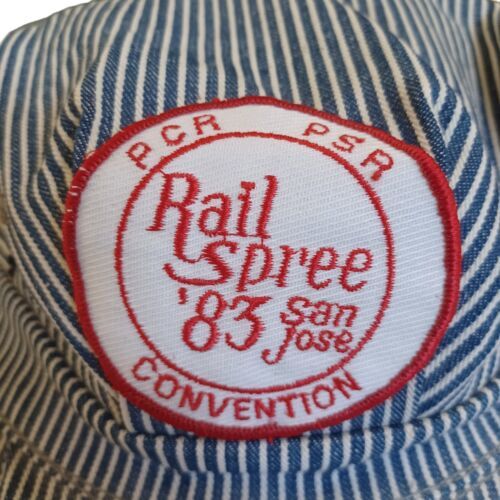 PCR PSR
Rail
Spree
'83 San
Jose
CONVENTION